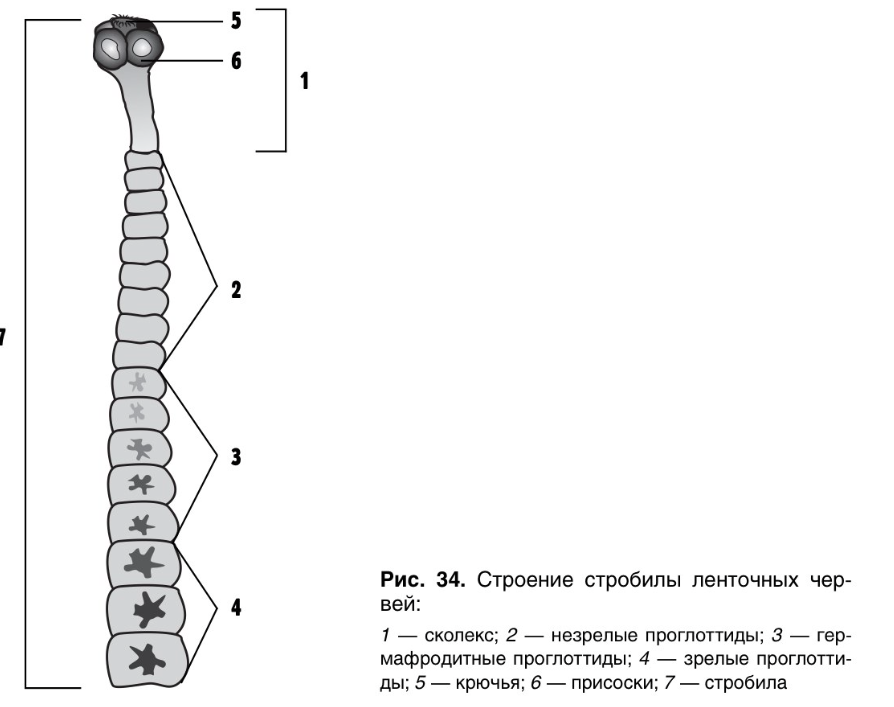 5
6
1
2
7
3
4
Рис. 34. Строение стробилы ленточных чер-
вей:
1 — сколекс; 2 — незрелые проглоттиды; 3 — гер-
мафродитные проглоттиды; 4 — зрелые проглотти-
ды; 5 — крючья; 6 — присоски; 7 — стробила